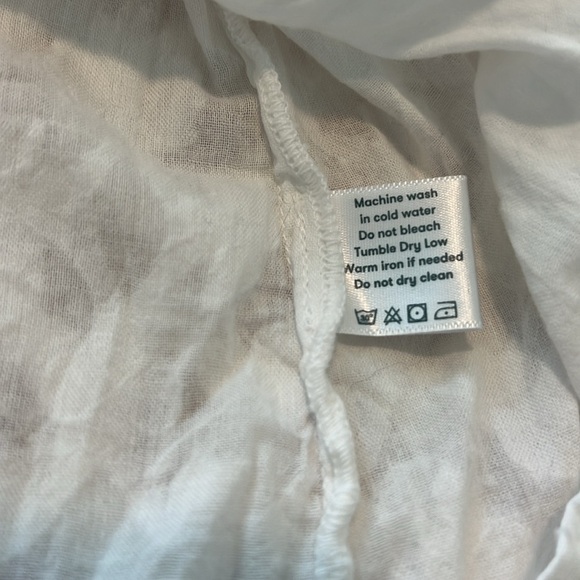 Machine wash
in cold water
Do not bleach
Tumble Dry Low
Warm iron if needed
Do not dry clean
30°